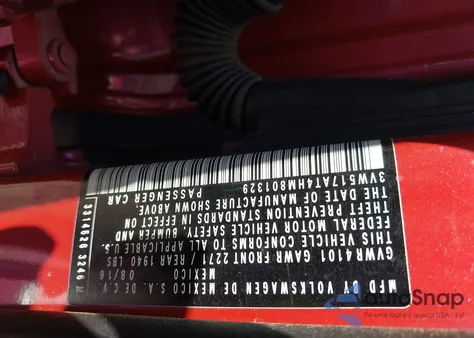 MFD BY VOLKSWAGEN DE MEXICO S.A. DE C.V.
MEXICO 08/16
GVWR 4101 GAWR FRONT 2271 / REAR 1940 LBS
THIS VEHICLE CONFORMS TO ALL APPLICABLE U.S.
FEDERAL MOTOR VEHICLE SAFETY, BUMPER AND
THEFT PREVENTION STANDARDS IN EFFECT ON
THE DATE OF MANUFACTURE SHOWN ABOVE
3VW517AT4HM801329 PASSENGER CAR
autoSnap